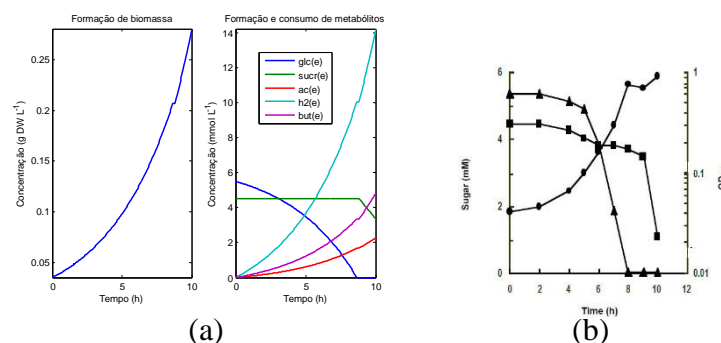 Formação de biomassa
Concentração (g DW L-1)
0.25
0.2
0.15
0.1
0.05
0
5
10
Tempo (h)
Formação e consumo de metabólitos
Concentração (mmol L-1)
14
12
10
8
6
4
2
0
glc(e)
sucr(e)
ac(e)
h2(e)
but(e)
0
5
10
Tempo (h)
(a)
Sugar (mM)
6
4
2
0
1
0.1
0.01
0
2
4
6
8
10
12
Time (h)
(b)